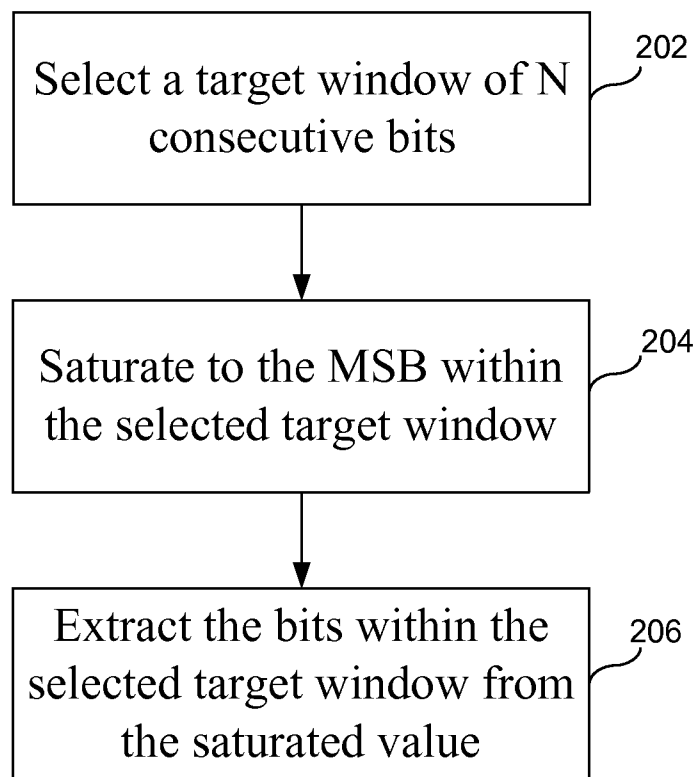 Select a target window of N
consecutive bits
202
Saturate to the MSB within
the selected target window
204
Extract the bits within the
selected target window from
the saturated value
206